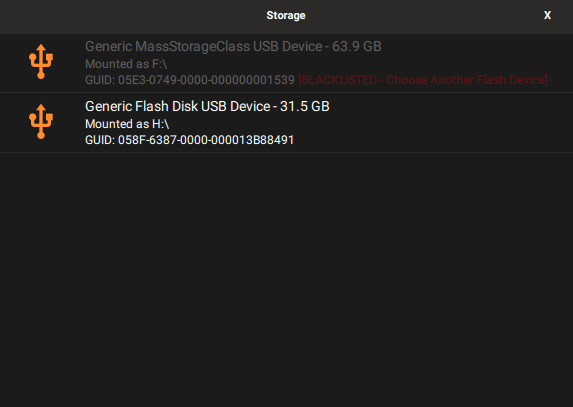 Storage
X
Generic MassStorageClass USB Device - 63.9 GB
Mounted as F:\
GUID: 05E3-0749-0000-000000001539 [BLACKLISTED - Choose Another Flash Device]
Generic Flash Disk USB Device - 31.5 GB
Mounted as H:\
GUID: 058F-6387-0000-000013B88491